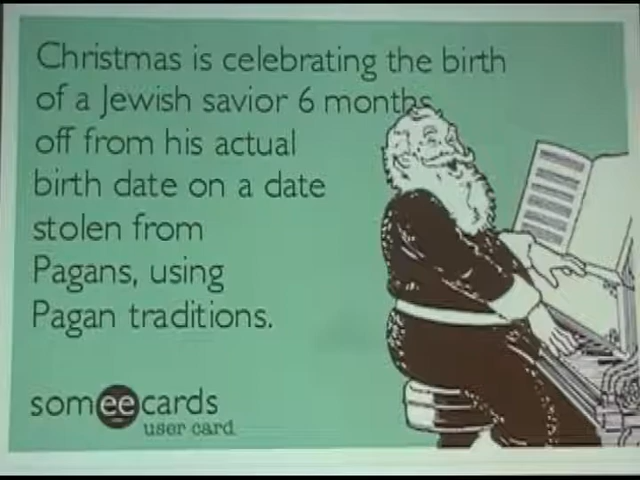 Christmas is celebrating the birth
of a Jewish savior 6 months
off from his actual
birth date on a date
stolen from
Pagans, using
Pagan traditions.
someecards
user card